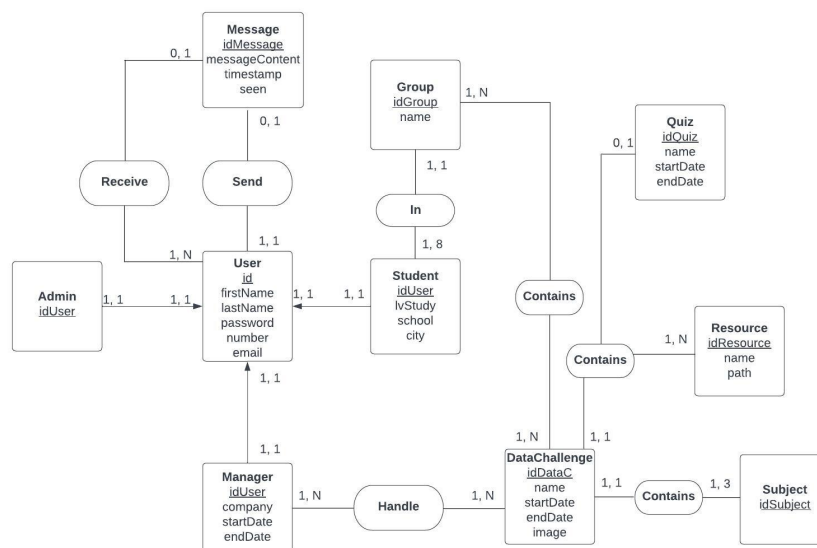 Message
idMessage
messageContent
timestamp
seen
0, 1
0, 1
Receive
Send
1, N
1, 1
Group
idGroup
name
1, N
1, 1
In
1, 8
Quiz
idQuiz
name
startDate
endDate
0, 1
Admin
idUser
1, 1
1, 1
User
id
firstName
lastName
password
number
email
1, 1
1, 1
Student
idUser
lvStudy
school
city
Contains
Contains
1, N
Resource
idResource
name
path
1, 1
1, 1
Manager
idUser
company
startDate
endDate
1, N
Handle
1, N
1, N
1, 1
DataChallenge
idDataC
name
startDate
endDate
image
1, 1
Contains
1, 3
Subject
idSubject